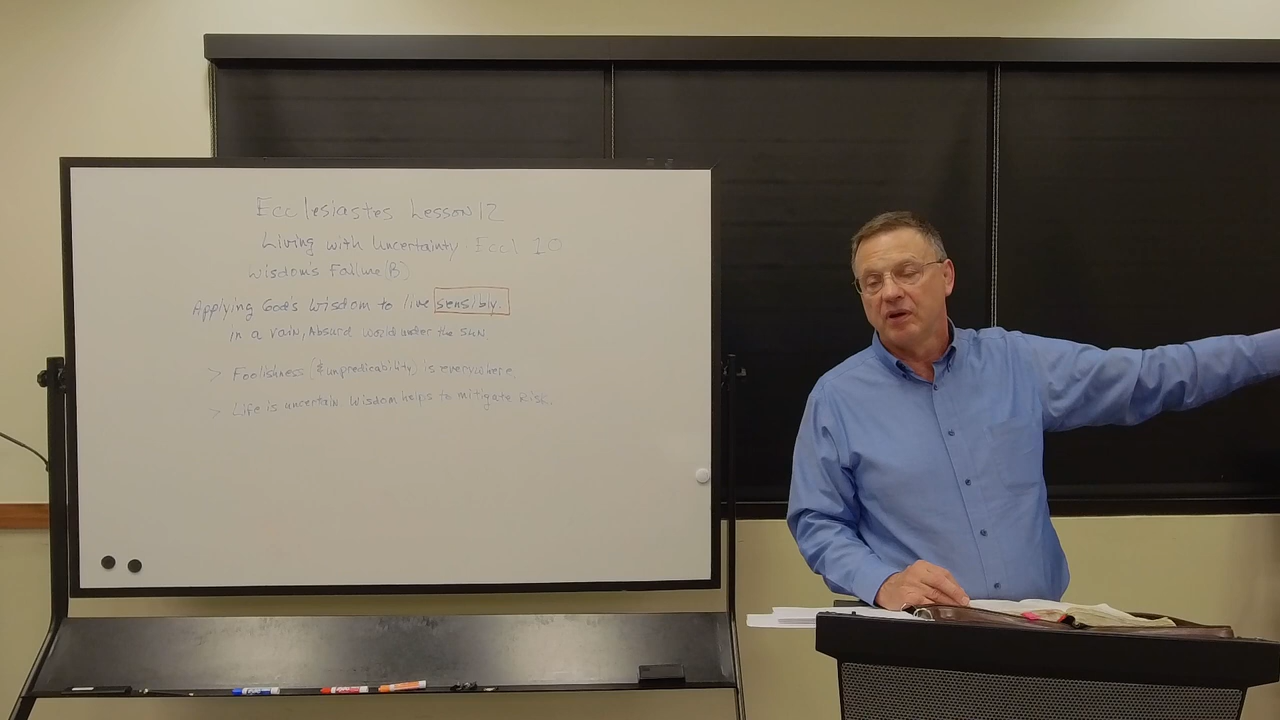 Ecclesiastes Lesson 12
Living with Uncertainty: Eccl 10
Wisdom's Failure (B)
Applying God's Wisdom to live sensibly.
in a vain, Absurd world under the sun
> Foolishness (& unpredicability) is everywhere.
> Life is uncertain wisdom helps to mitigate Risk.